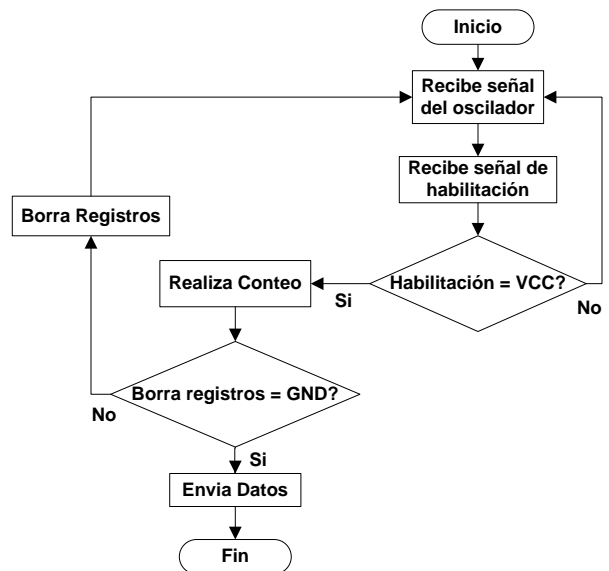 Inicio
Recibe señal
del oscilador
Recibe señal de
habilitación
Borra Registros
Realiza Conteo
Habilitación = VCC?
Si
No
Borra registros = GND?
No
Si
Envia Datos
Fin